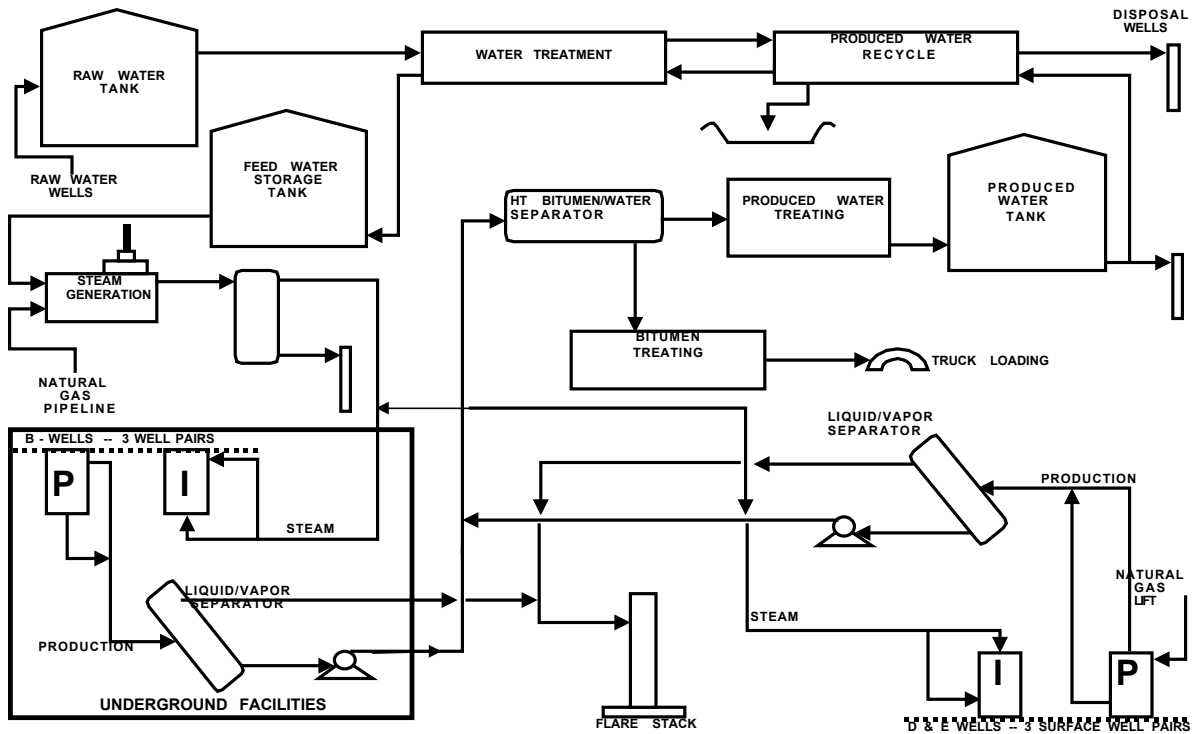 DISPOSAL
WELLS
RAW WATER
TANK
WATER TREATMENT
PRODUCED WATER
RECYCLE
RAW WATER
WELLS
FEED WATER
STORAGE
TANK
HT BITUMEN/WATER
SEPARATOR
PRODUCED WATER
TREATING
PRODUCED
WATER
TANK
STEAM
GENERATION
BITUMEN
TREATING
TRUCK LOADING
NATURAL
GAS
PIPELINE
B - WELLS -- 3 WELL PAIRS
P
I
STEAM
LIQUID/VAPOR
SEPARATOR
PRODUCTION
LIQUID/VAPOR
SEPARATOR
PRODUCTION
UNDERGROUND FACILITIES
NATURAL
GAS
LIFT
STEAM
I
P
FLARE STACK
D & E WELLS -- 3 SURFACE WELL PAIRS